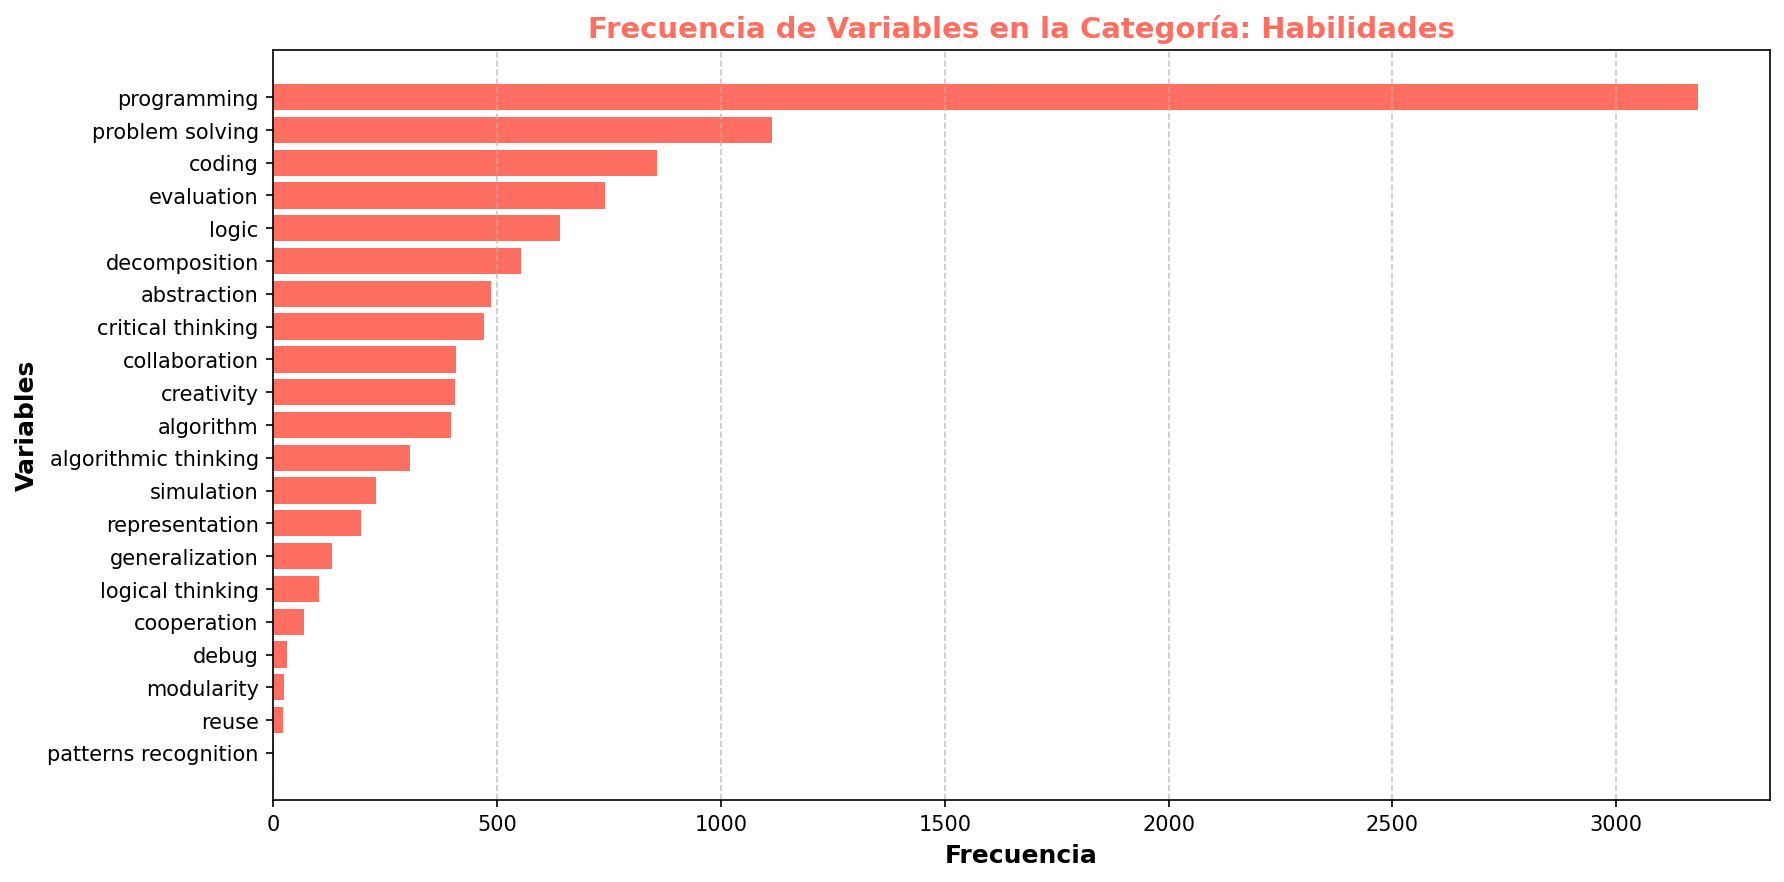 Frecuencia de Variables en la Categoría: Habilidades
programming
problem solving
coding
evaluation
logic
decomposition
abstraction
critical thinking
collaboration
creativity
algorithm
algorithmic thinking
simulation
representation
generalization
logical thinking
cooperation
debug
modularity
reuse
patterns recognition
Variables
0 500 1000 1500 2000 2500 3000
Frecuencia